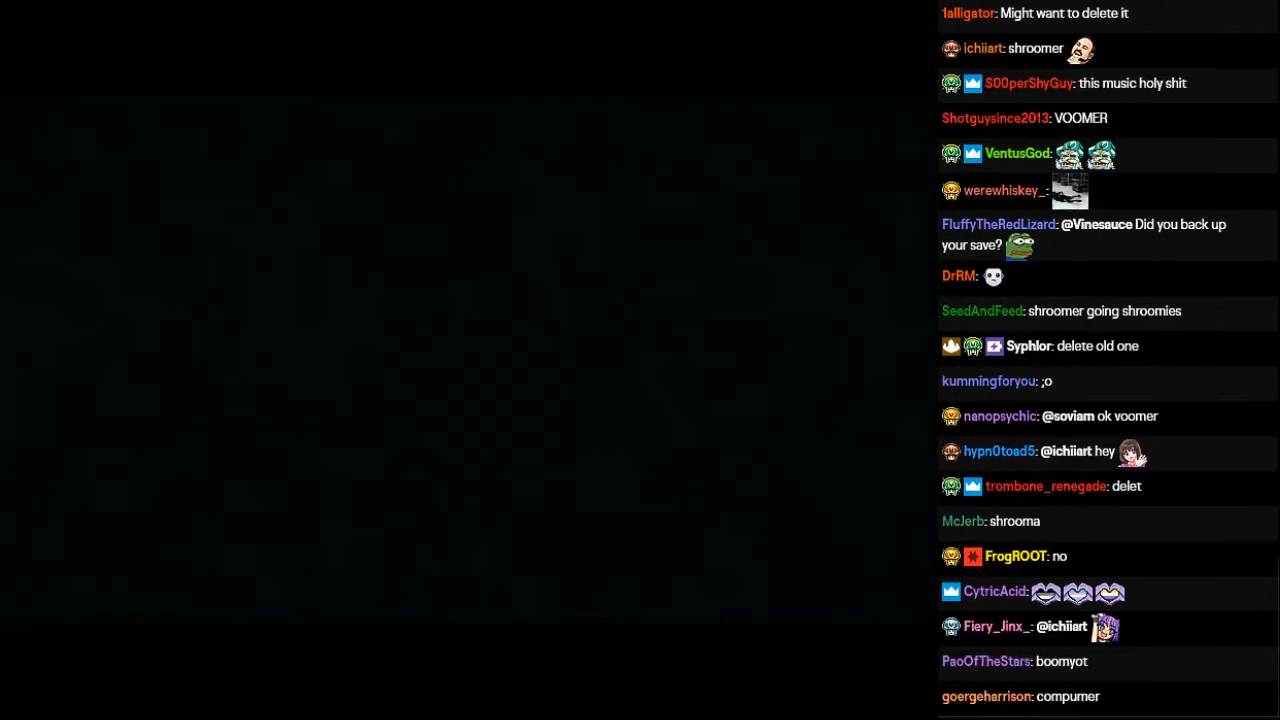 1alligator: Might want to delete it
ichiiart: shroomer
S00perShyGuy: this music holy shit
Shotguysince2013: VOOMER
VentusGod:
werewhiskey_:
FluffyTheRedLizard: @Vinesauce Did you back up
your save?
DrRM:
SeedAndFeed: shroomer going shroomies
Syphlor: delete old one
kummingforyou: ;o
nanopsychic: @soviam ok voomer
hypn0toad5: @ichiiart hey
trombone_renegade: delet
McJerb: shrooma
FrogROOT: no
CytricAcid:
Fiery_Jinx_: @ichiiart
PaoOfTheStars: boomyot
goergeharrison: compumer